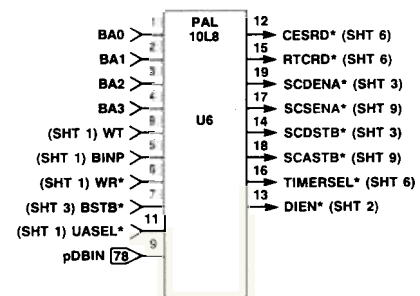 1 PAL 12
BA0 10L8 CESRD* (SHT 6)
2 15
BA1 RTCRD* (SHT 6)
3 19
BA2 SCDENA* (SHT 3)
4 17
BA3 U6 SCSENA* (SHT 9)
8 14
(SHT 1) WT SCDSTB* (SHT 3)
5 18
(SHT 1) BINP SCASTB* (SHT 9)
6 16
(SHT 1) WR* TIMERSEL* (SHT 6)
7 13
(SHT 3) BSTB* DIEN* (SHT 2)
11
(SHT 1) UASEL*
9
pDBIN 78